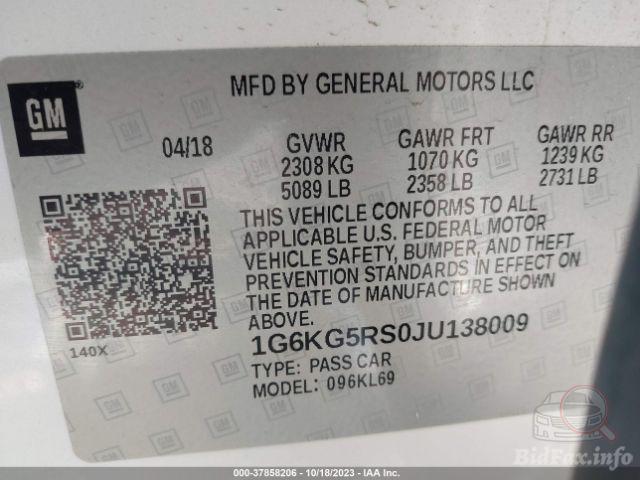 GM
MFD BY GENERAL MOTORS LLC
04/18 GVWR GAWR FRT GAWR RR
2308 KG 1070 KG 1239 KG
5089 LB 2358 LB 2731 LB
THIS VEHICLE CONFORMS TO ALL
APPLICABLE U.S. FEDERAL MOTOR
VEHICLE SAFETY, BUMPER, AND THEFT
PREVENTION STANDARDS IN EFFECT ON
THE DATE OF MANUFACTURE SHOWN
ABOVE.
140X
1G6KG5RS0JU138009
TYPE: PASS CAR
MODEL: 096KL69
BidFax.info
000-37858206 - 10/18/2023 - IAA Inc.